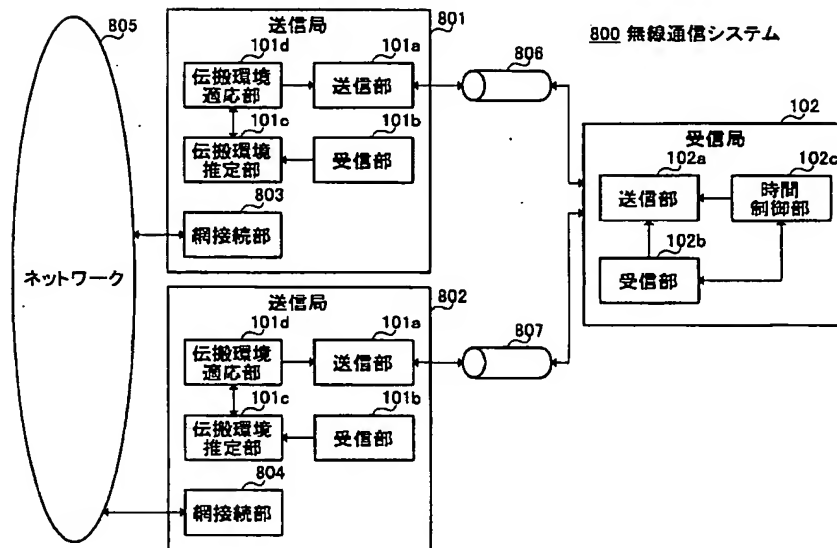 800 無線通信システム
805
ネットワーク
送信局
801
101d
伝搬環境
適応部
101a
送信部
101c
伝搬環境
推定部
101b
受信部
803
網接続部
806
送信局
802
101d
伝搬環境
適応部
101a
送信部
101c
伝搬環境
推定部
101b
受信部
804
網接続部
807
102
受信局
102a
送信部
102c
時間
制御部
102b
受信部